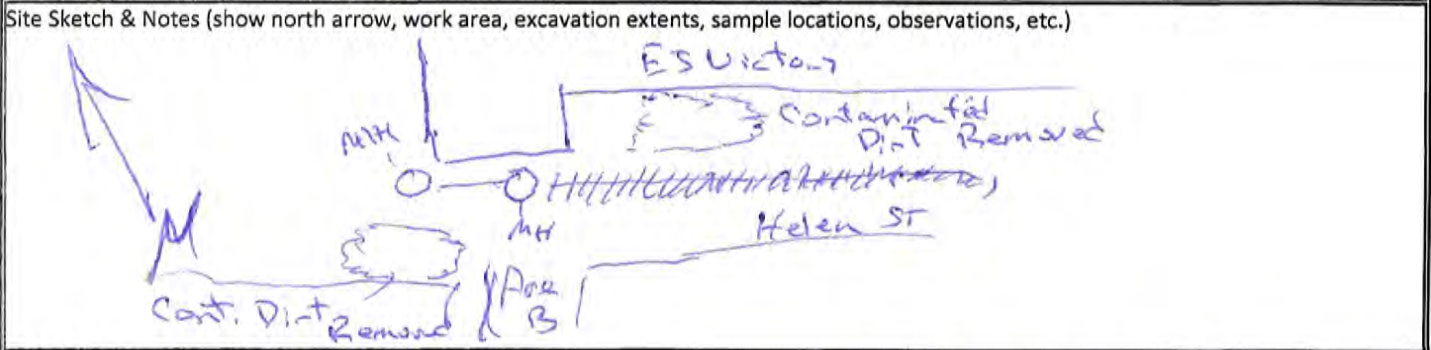 Site Sketch & Notes (show north arrow, work area, excavation extents, sample locations, observations, etc.)
ES Victory
Contaminated
Dirt Removed
MH
MH
Helen ST
N
Cont. Dirt
Removed
B